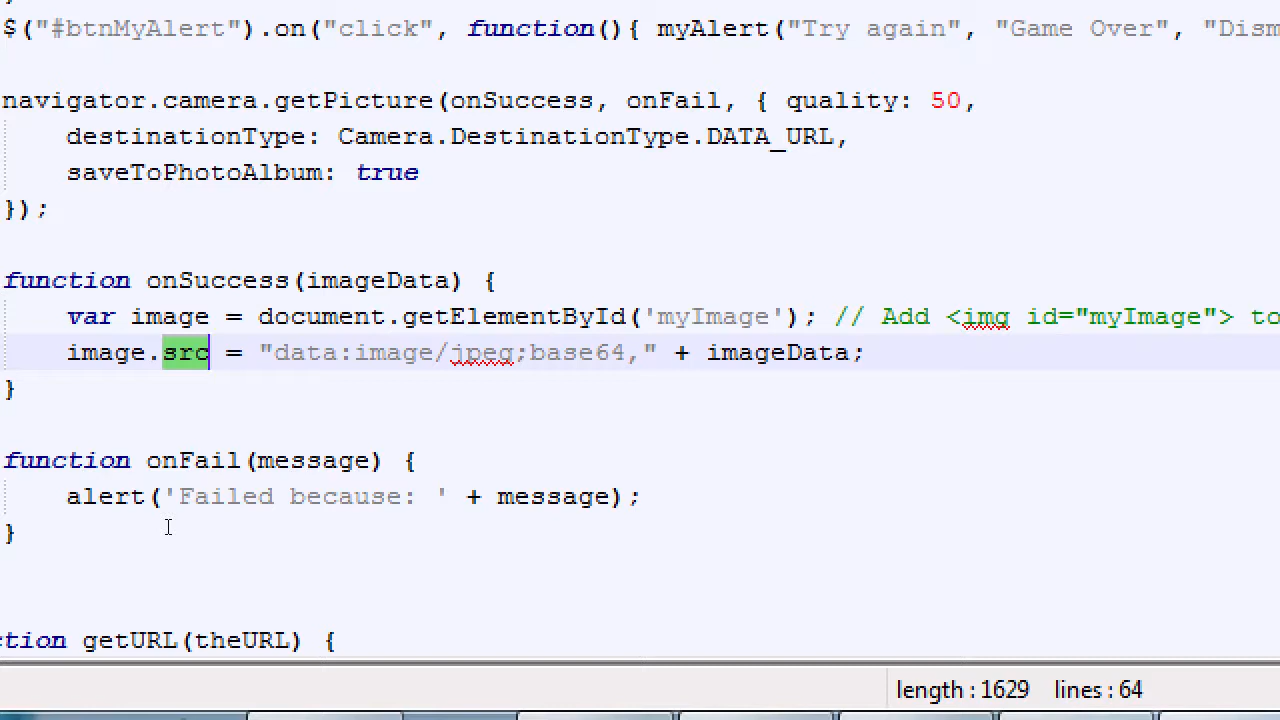 $("#btnMyAlert").on("click", function(){ myAlert("Try again", "Game Over", "Dism
navigator.camera.getPicture(onSuccess, onFail, { quality: 50,
destinationType: Camera.DestinationType.DATA_URL,
saveToPhotoAlbum: true
});
function onSuccess(imageData) {
var image = document.getElementById('myImage'); // Add <img id="myImage"> to
image.src = "data:image/jpeg;base64," + imageData;
}
function onFail(message) {
alert('Failed because: ' + message);
}
ction getURL(theURL) {
length : 1629    lines : 64